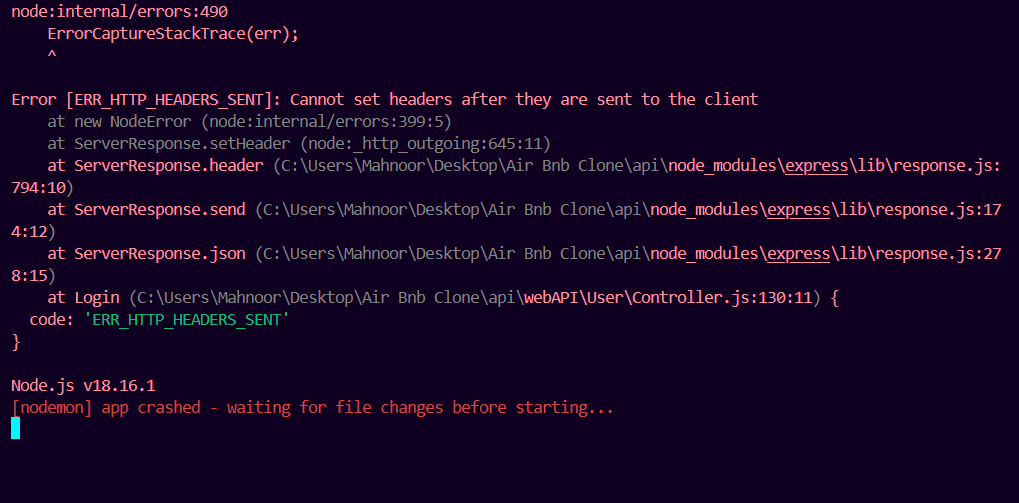 node:internal/errors:490
    ErrorCaptureStackTrace(err);
    ^
Error [ERR_HTTP_HEADERS_SENT]: Cannot set headers after they are sent to the client
    at new NodeError (node:internal/errors:399:5)
    at ServerResponse.setHeader (node:_http_outgoing:645:11)
    at ServerResponse.header (C:\Users\Mahnoor\Desktop\Air Bnb Clone\api\node_modules\express\lib\response.js:
794:10)
    at ServerResponse.send (C:\Users\Mahnoor\Desktop\Air Bnb Clone\api\node_modules\express\lib\response.js:17
4:12)
    at ServerResponse.json (C:\Users\Mahnoor\Desktop\Air Bnb Clone\api\node_modules\express\lib\response.js:27
8:15)
    at Login (C:\Users\Mahnoor\Desktop\Air Bnb Clone\api\webAPI\User\Controller.js:130:11) {
  code: 'ERR_HTTP_HEADERS_SENT'
}
Node.js v18.16.1
[nodemon] app crashed - waiting for file changes before starting...